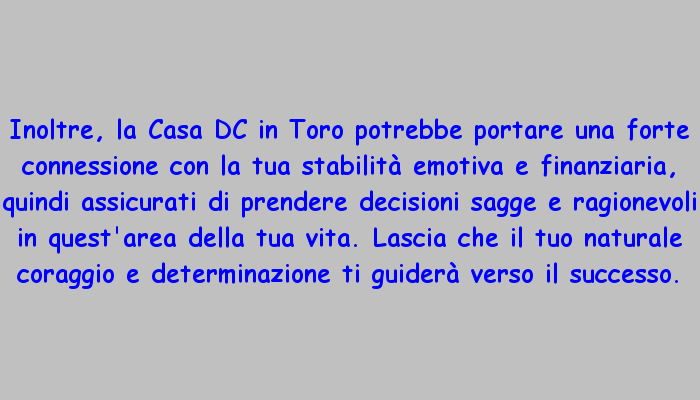 Inoltre, la Casa DC in Toro potrebbe portare una forte
connessione con la tua stabilità emotiva e finanziaria,
quindi assicurati di prendere decisioni sagge e ragionevoli
in quest'area della tua vita. Lascia che il tuo naturale
coraggio e determinazione ti guiderà verso il successo.